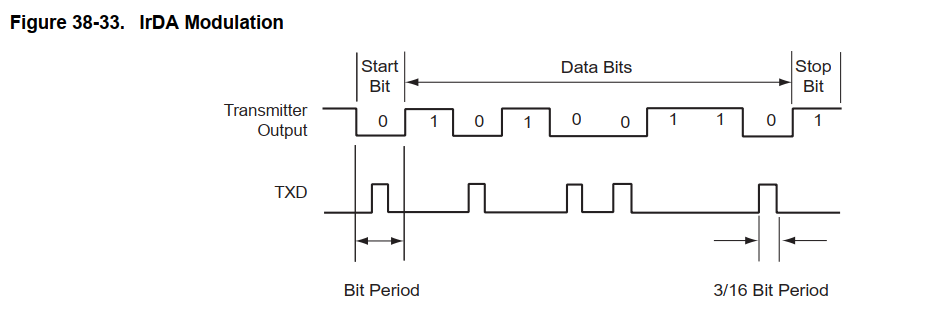 Figure 38-33. IrDA Modulation
Start
Bit
Data Bits
Stop
Bit
Transmitter
Output
0 1 0 1 0 0 1 1 0 1
TXD
Bit Period
3/16 Bit Period